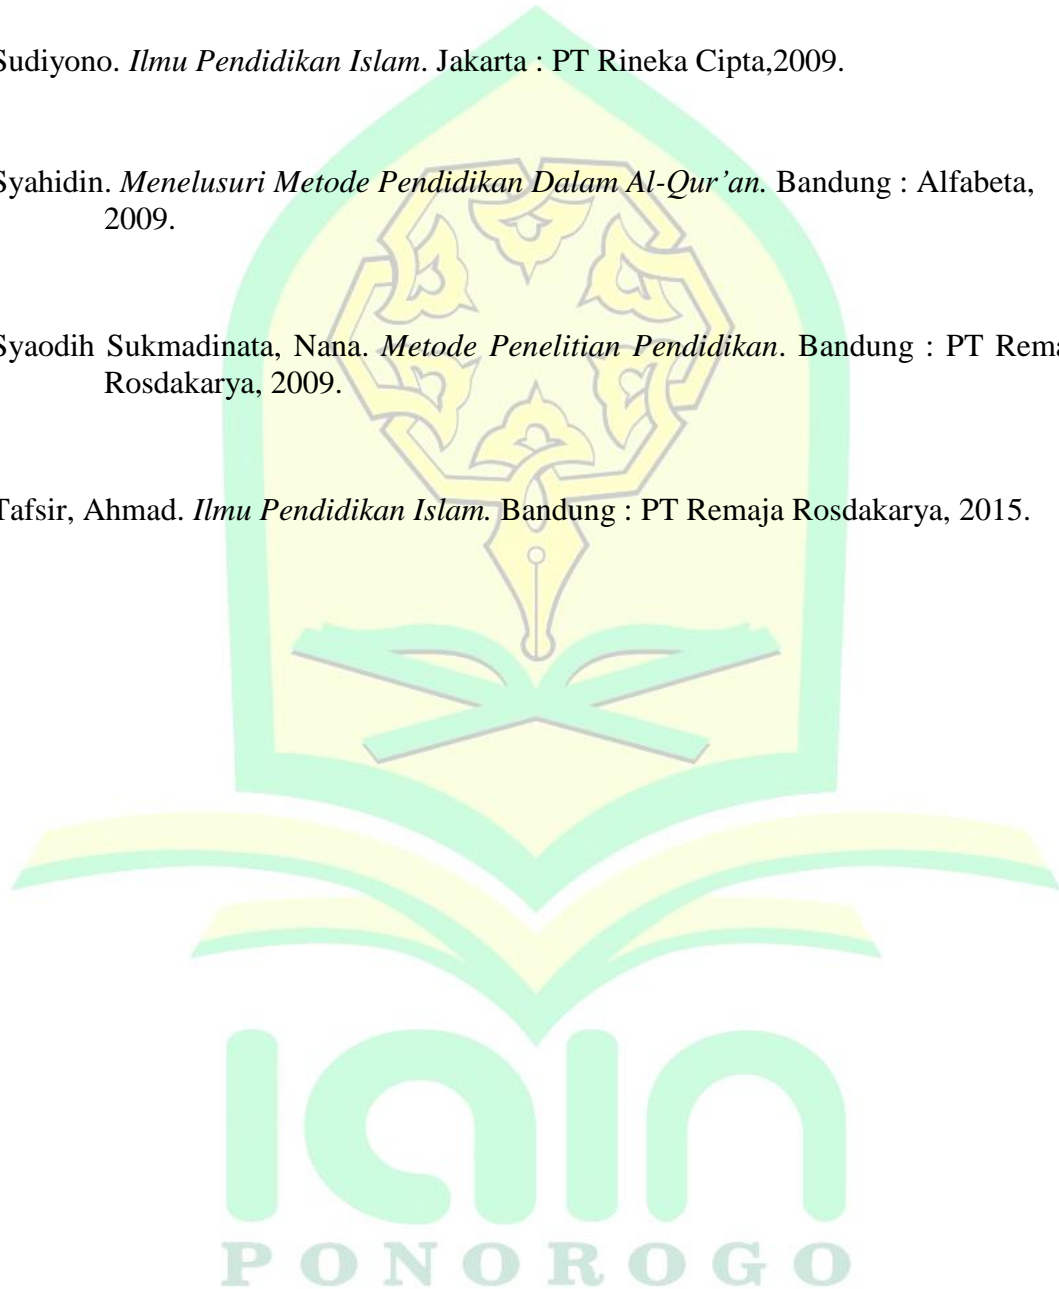 Sudiyono. Ilmu Pendidikan Islam. Jakarta : PT Rineka Cipta,2009.
Syahidin. Menelusuri Metode Pendidikan Dalam Al-Qur’an. Bandung : Alfabeta,
2009.
Syaodih Sukmadinata, Nana. Metode Penelitian Pendidikan. Bandung : PT Rema
Rosdakarya, 2009.
Tafsir, Ahmad. Ilmu Pendidikan Islam. Bandung : PT Remaja Rosdakarya, 2015.
iain
PONOROGO